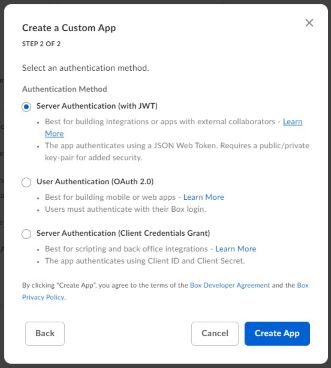 Create a Custom App
STEP 2 OF 2
Select an authentication method.
Authentication Method
Server Authentication (with JWT)
• Best for building integrations or apps with external collaborators - Learn
More
• The app authenticates using a JSON Web Token. Requires a public/private
key-pair for added security.
User Authentication (OAuth 2.0)
• Best for building mobile or web apps - Learn More
• Users must authenticate with their Box login.
Server Authentication (Client Credentials Grant)
• Best for scripting and back office integrations - Learn More
• The app authenticates using Client ID and Client Secret.
By clicking "Create App", you agree to the terms of the Box Developer Agreement and the Box
Privacy Policy.
Back
Cancel
Create App